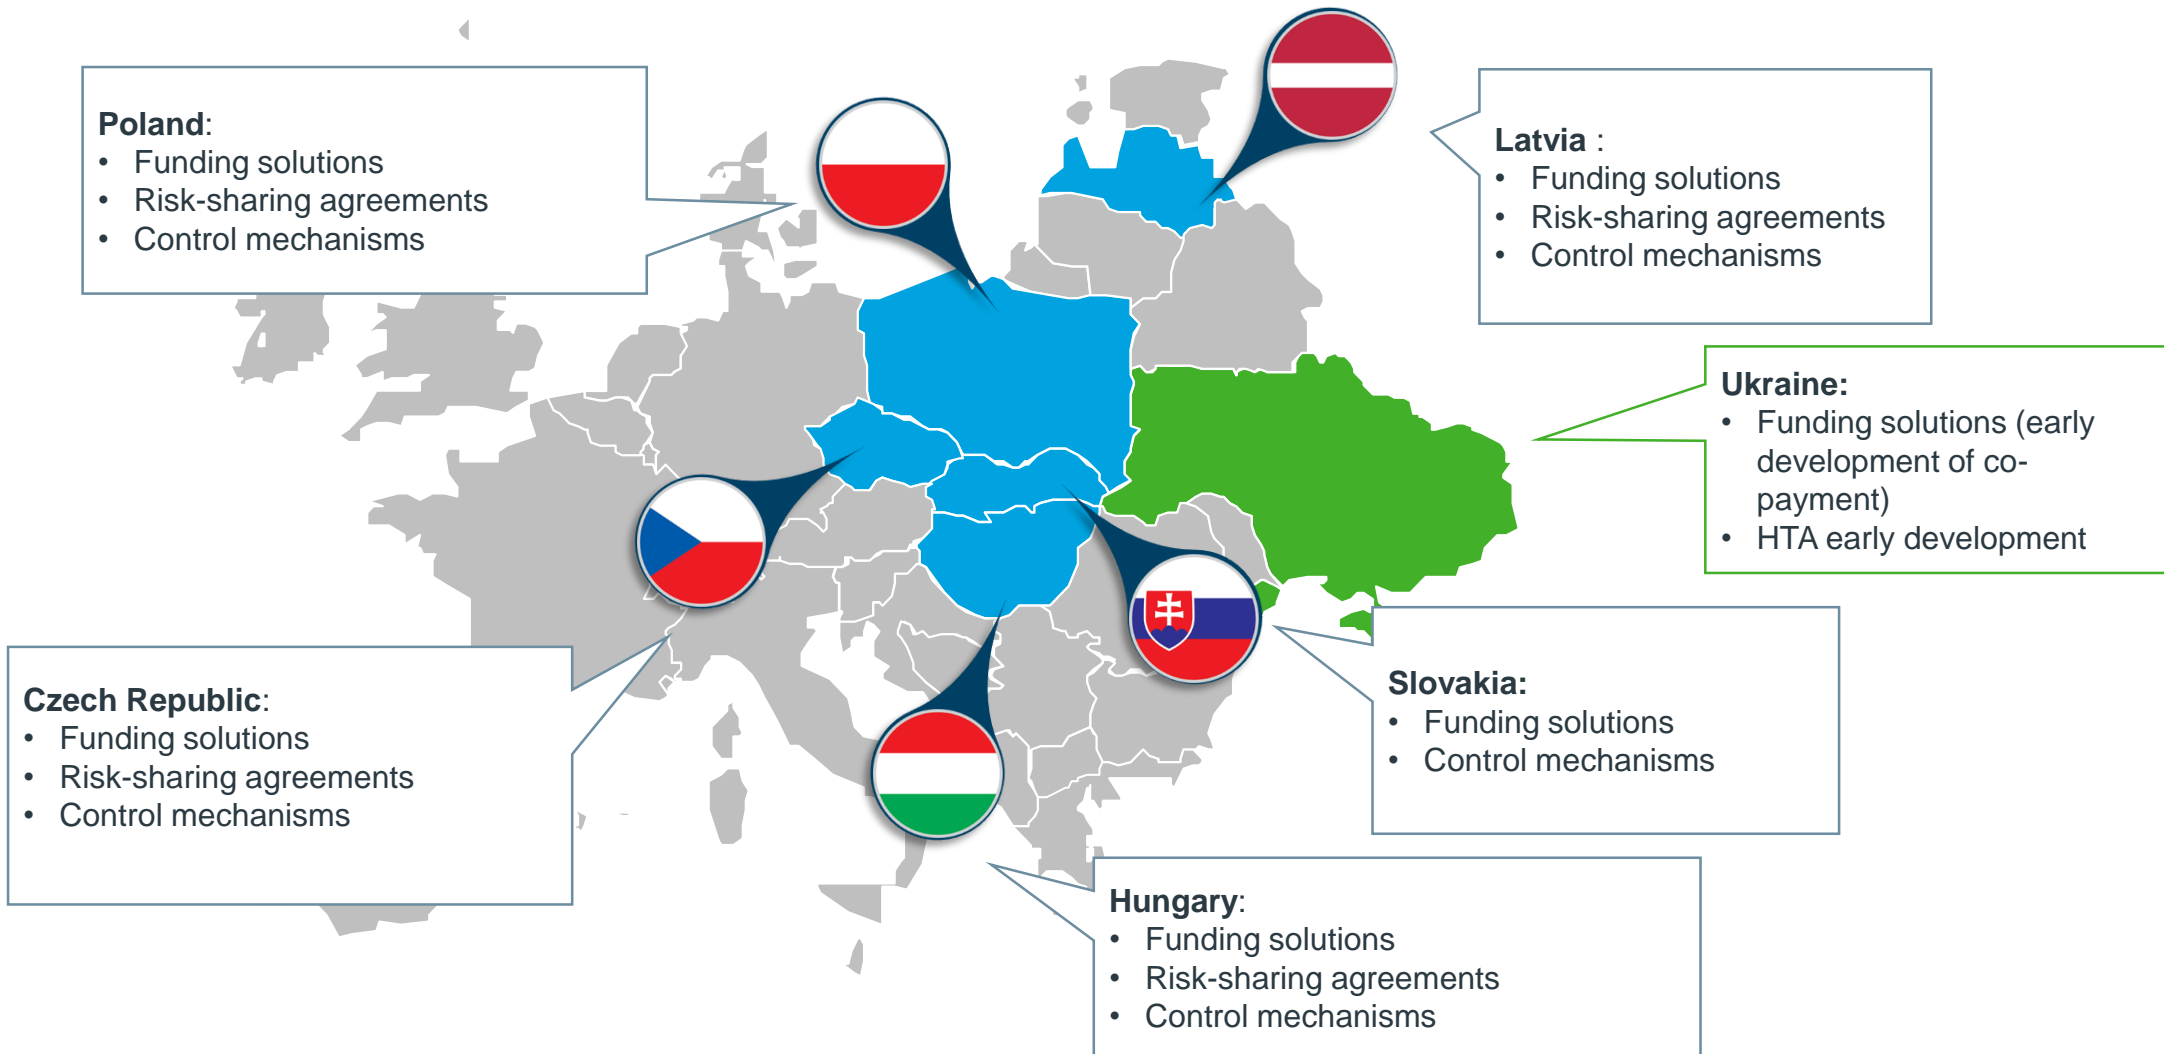 Poland:
• Funding solutions
• Risk-sharing agreements
• Control mechanisms
Latvia :
• Funding solutions
• Risk-sharing agreements
• Control mechanisms
Ukraine:
• Funding solutions (early
development of co-
payment)
• HTA early development
Czech Republic:
• Funding solutions
• Risk-sharing agreements
• Control mechanisms
Slovakia:
• Funding solutions
• Control mechanisms
Hungary:
• Funding solutions
• Risk-sharing agreements
• Control mechanisms